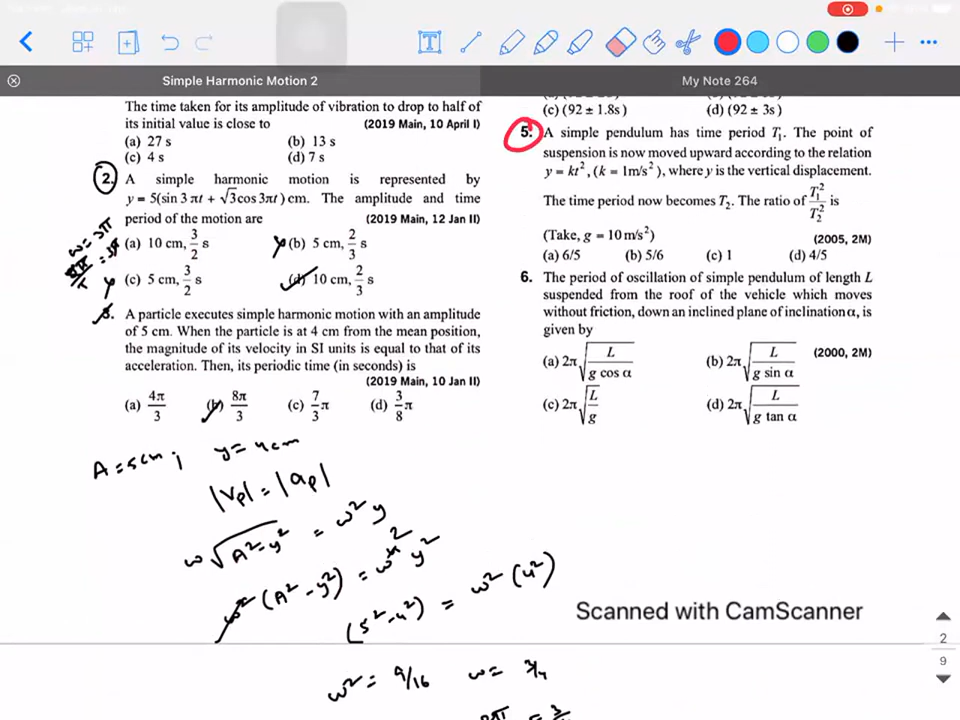 Simple Harmonic Motion 2
My Note 264
The time taken for its amplitude of vibration to drop to half of
its initial value is close to (2019 Main, 10 April I)
(a) 27 s (b) 13 s
(c) 4 s (d) 7 s
2. A simple harmonic motion is represented by
y = 5(sin 3 πt + √3 cos 3πt) cm. The amplitude and time
period of the motion are (2019 Main, 12 Jan II)
(a) 10 cm, 3/2 s (b) 5 cm, 2/3 s
(c) 5 cm, 3/2 s (d) 10 cm, 2/3 s
ω = 3π
3. A particle executes simple harmonic motion with an amplitude
of 5 cm. When the particle is at 4 cm from the mean position,
the magnitude of its velocity in SI units is equal to that of its
acceleration. Then, its periodic time (in seconds) is
(2019 Main, 10 Jan II)
(a) 4π/3 (b) 8π/3 (c) 7/3 π (d) 3/8 π
A = 5cm ; y = 4cm
|Vp| = |ap|
ω√(A² - y²) = ω² y
ω² (A² - y²) = ω⁴ y²
(5² - 4²) = ω² (4²)
ω² = 9/16 ω = 3/4
(c) (92 ± 1.8s) (d) (92 ± 3s)
5. A simple pendulum has time period T₁. The point of
suspension is now moved upward according to the relation
y = kt², (k = 1m/s²), where y is the vertical displacement.
The time period now becomes T₂. The ratio of T₁²/T₂² is
(Take, g = 10 m/s²) (2005, 2M)
(a) 6/5 (b) 5/6 (c) 1 (d) 4/5
6. The period of oscillation of simple pendulum of length L
suspended from the roof of the vehicle which moves
without friction, down an inclined plane of inclination α, is
given by (2000, 2M)
(a) 2π√(L/g cos α) (b) 2π√(L/g sin α)
(c) 2π√(L/g) (d) 2π√(L/g tan α)
Scanned with CamScanner
2
9